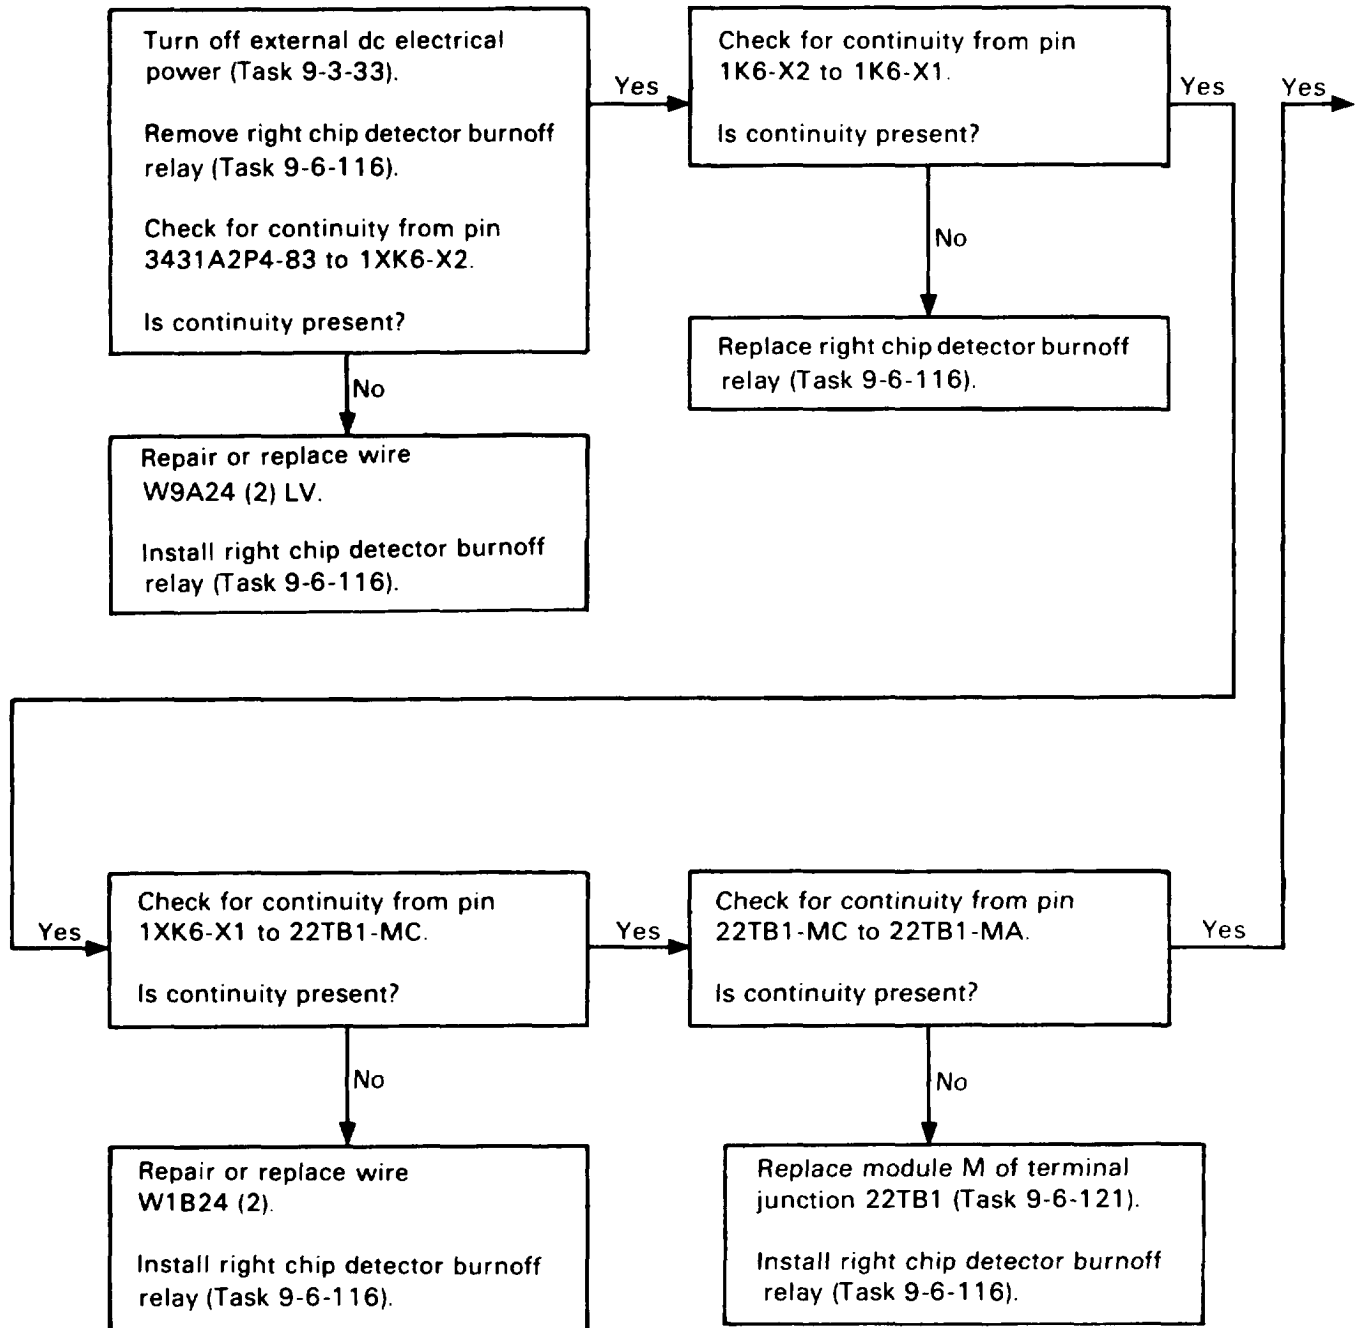 Turn off external dc electrical
power (Task 9-3-33).
Remove right chip detector burnoff
relay (Task 9-6-116).
Check for continuity from pin
3431A2P4-83 to 1XK6-X2.
Is continuity present?
Yes
No
Repair or replace wire
W9A24 (2) LV.
Install right chip detector burnoff
relay (Task 9-6-116).
Check for continuity from pin
1K6-X2 to 1K6-X1.
Is continuity present?
Yes
No
Replace right chip detector burnoff
relay (Task 9-6-116).
Yes
Yes
Check for continuity from pin
1XK6-X1 to 22TB1-MC.
Is continuity present?
Yes
No
Repair or replace wire
W1B24 (2).
Install right chip detector burnoff
relay (Task 9-6-116).
Check for continuity from pin
22TB1-MC to 22TB1-MA.
Is continuity present?
Yes
No
Replace module M of terminal
junction 22TB1 (Task 9-6-121).
Install right chip detector burnoff
relay (Task 9-6-116).